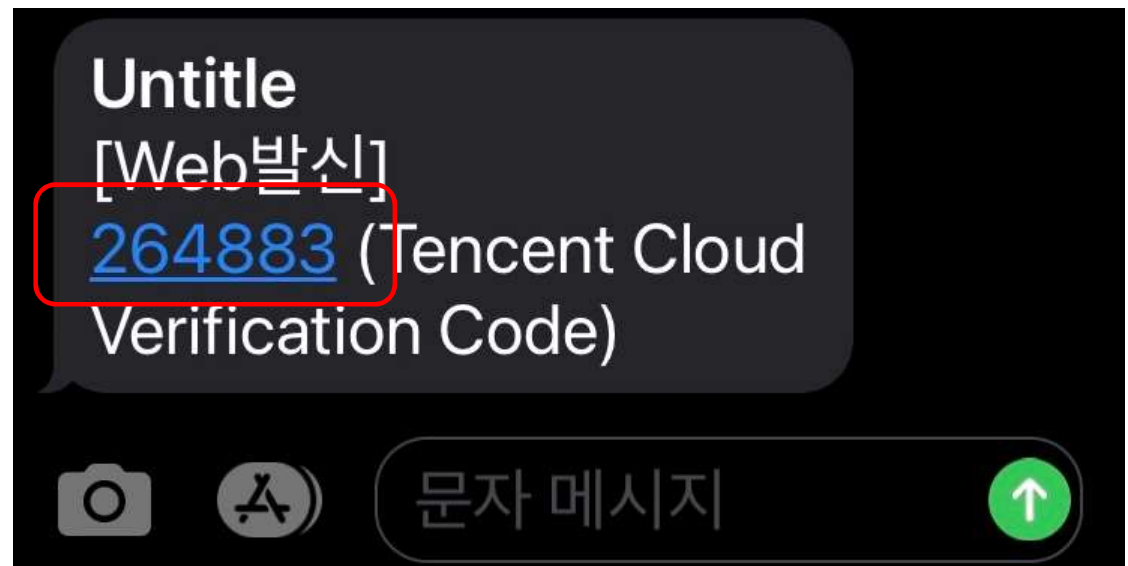 Untitle
[Web발신]
264883 (Tencent Cloud
Verification Code)
문자 메시지